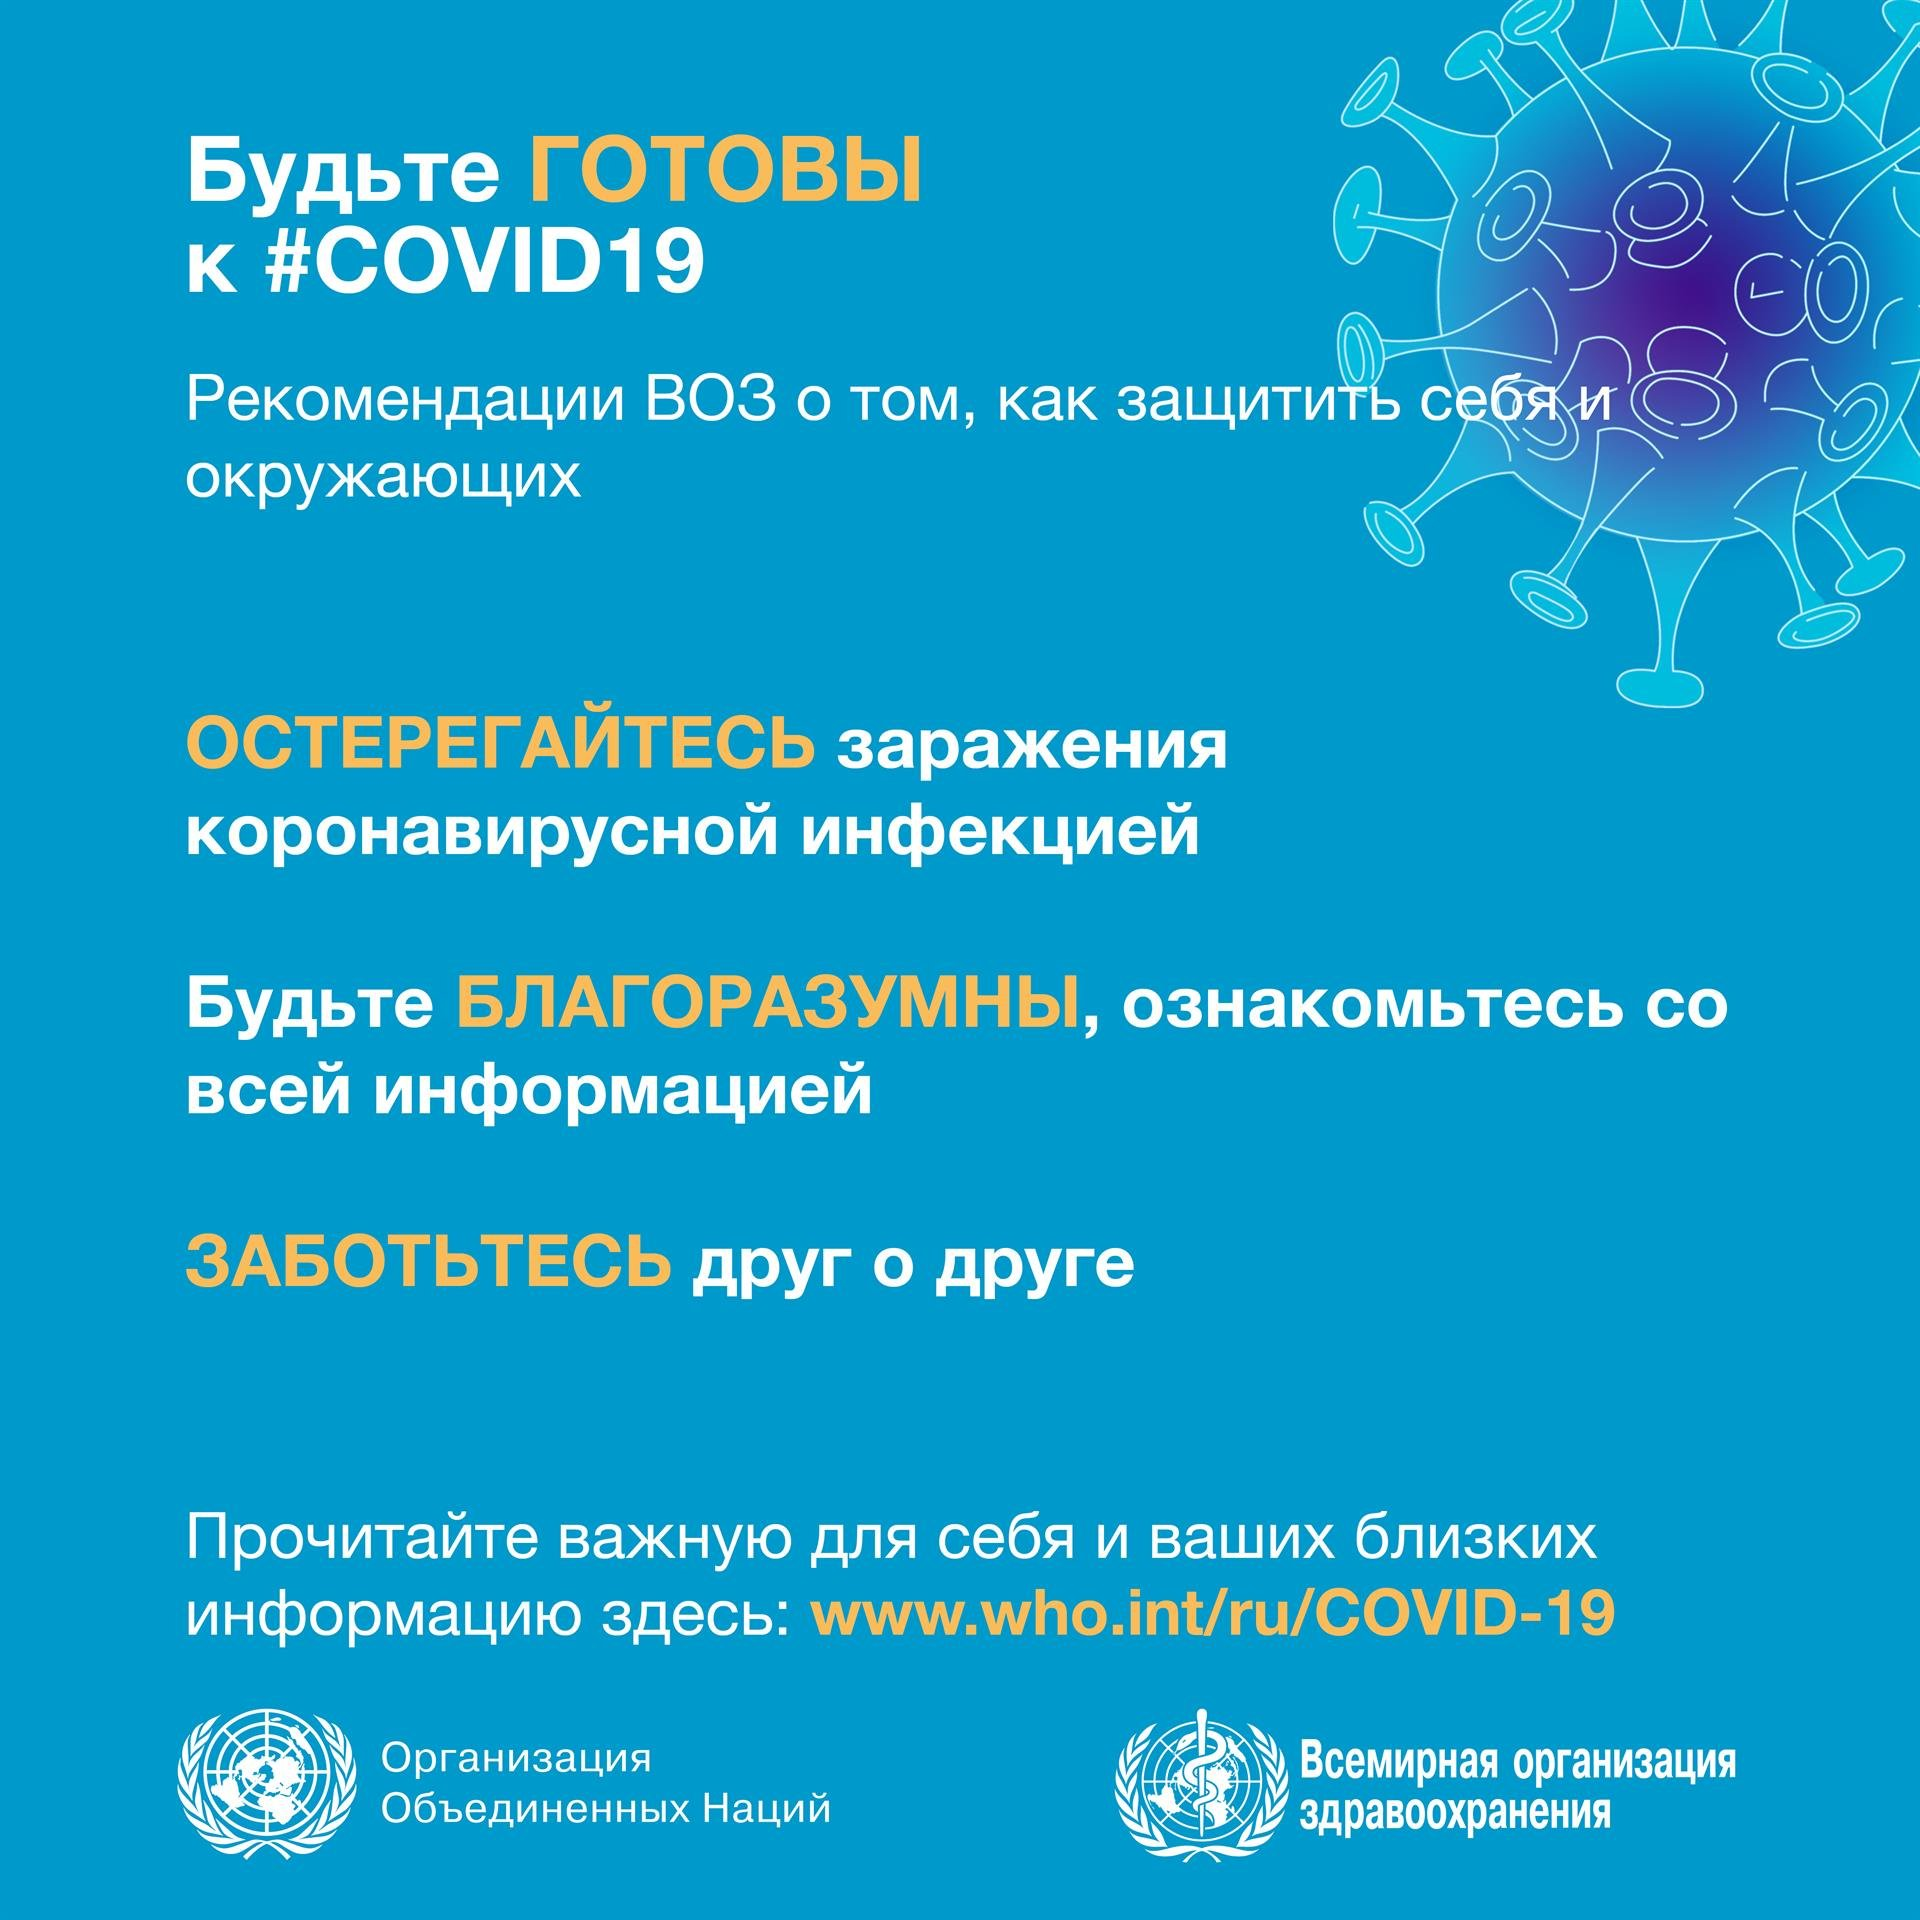 Будьте ГОТОВЫ
к #COVID19
Рекомендации ВОЗ о том, как защитить себя и
окружающих
ОСТЕРЕГАЙТЕСЬ заражения
коронавирусной инфекцией
Будьте БЛАГОРАЗУМНЫ, ознакомьтесь со
всей информацией
ЗАБОТЬТЕСЬ друг о друге
Прочитайте важную для себя и ваших близких
информацию здесь: www.who.int/ru/COVID-19
Организация
Объединенных Наций
Всемирная организация
здравоохранения